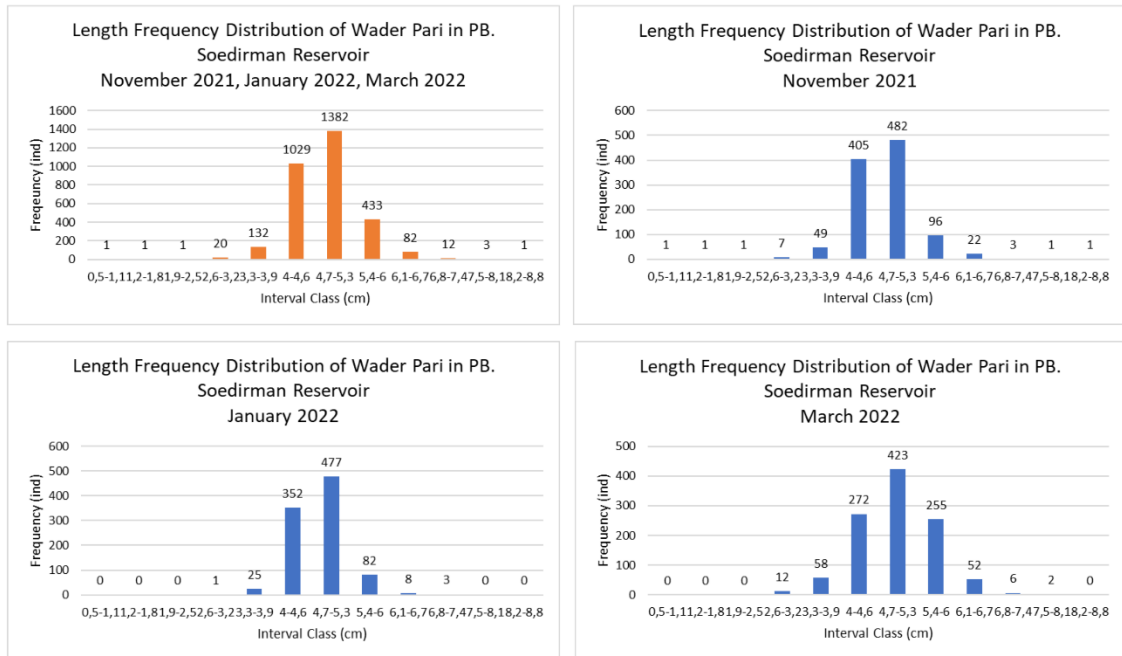 Length Frequency Distribution of Wader Pari in PB.
Soedirman Reservoir
November 2021, January 2022, March 2022
Freqeuncy (ind)
1600
1400
1200
1000
800
600
400
200
0
1 1 1 20 132 1029 1382 433 82 12 3 1
0,5-1,1 1,2-1,8 1,9-2,5 2,6-3,2 3,3-3,9 4-4,6 4,7-5,3 5,4-6 6,1-6,7 6,8-7,4 7,5-8,1 8,2-8,8
Interval Class (cm)
Length Frequency Distribution of Wader Pari in PB.
Soedirman Reservoir
November 2021
Frequency (ind)
600
500
400
300
200
100
0
1 1 1 7 49 405 482 96 22 3 1 1
0,5-1,1 1,2-1,8 1,9-2,5 2,6-3,2 3,3-3,9 4-4,6 4,7-5,3 5,4-6 6,1-6,7 6,8-7,4 7,5-8,1 8,2-8,8
Interval Class (cm)
Length Frequency Distribution of Wader Pari in PB.
Soedirman Reservoir
January 2022
Frequency (ind)
600
500
400
300
200
100
0
0 0 0 1 25 352 477 82 8 3 0 0
0,5-1,1 1,2-1,8 1,9-2,5 2,6-3,2 3,3-3,9 4-4,6 4,7-5,3 5,4-6 6,1-6,7 6,8-7,4 7,5-8,1 8,2-8,8
Interval Class (cm)
Length Frequency Distribution of Wader Pari in PB.
Soedirman Reservoir
March 2022
Frequency (ind)
500
400
300
200
100
0
0 0 0 12 58 272 423 255 52 6 2 0
0,5-1,1 1,2-1,8 1,9-2,5 2,6-3,2 3,3-3,9 4-4,6 4,7-5,3 5,4-6 6,1-6,7 6,8-7,4 7,5-8,1 8,2-8,8
Interval Class (cm)